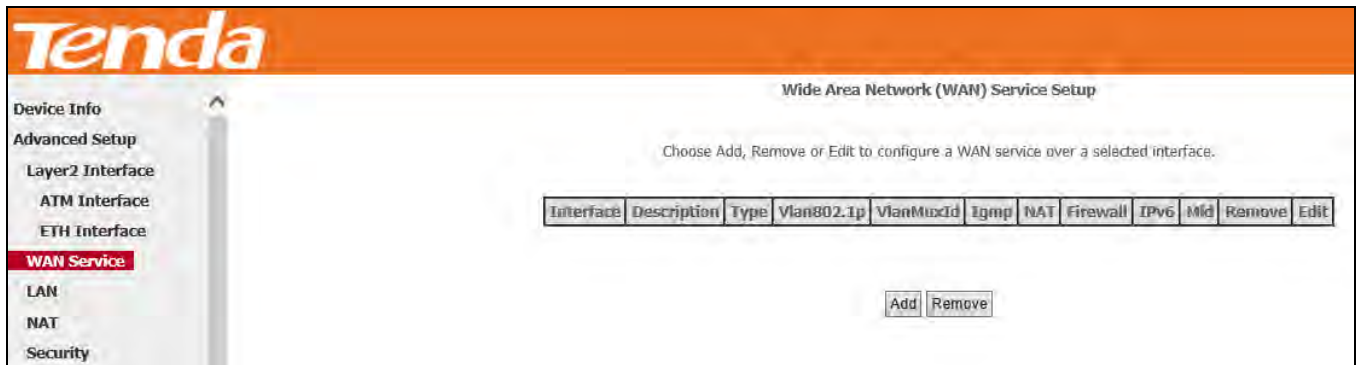 Tenda
Device Info
Advanced Setup
Layer2 Interface
ATM Interface
ETH Interface
WAN Service
LAN
NAT
Security
Wide Area Network (WAN) Service Setup
Choose Add, Remove or Edit to configure a WAN service over a selected interface.
Interface Description Type Vlan802.1p VlanMuxId Igmp NAT Firewall IPv6 Mld Remove Edit
Add Remove